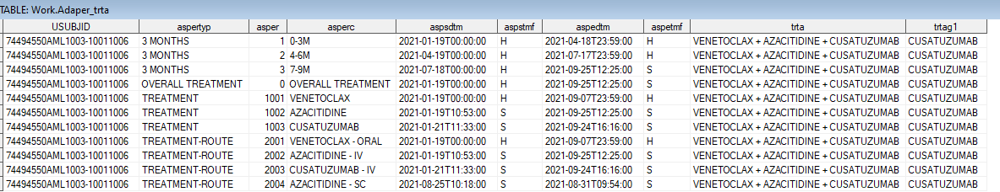 TABLE: Work.Adaper_trta
USUBJID aspertyp asper asperc aspsdtm aspstmf aspedtm aspetmf trta trtag1
74494550AML1003-10011006 3 MONTHS 1 0-3M 2021-01-19T00:00:00 H 2021-04-18T23:59:00 H VENETOCLAX + AZACITIDINE + CUSATUZUMAB CUSATUZUMAB
74494550AML1003-10011006 3 MONTHS 2 4-6M 2021-04-19T00:00:00 H 2021-07-17T23:59:00 H VENETOCLAX + AZACITIDINE + CUSATUZUMAB CUSATUZUMAB
74494550AML1003-10011006 3 MONTHS 3 7-9M 2021-07-18T00:00:00 H 2021-09-25T12:25:00 S VENETOCLAX + AZACITIDINE + CUSATUZUMAB CUSATUZUMAB
74494550AML1003-10011006 OVERALL TREATMENT 0 OVERALL TREATMENT 2021-01-19T00:00:00 H 2021-09-25T12:25:00 S VENETOCLAX + AZACITIDINE + CUSATUZUMAB CUSATUZUMAB
74494550AML1003-10011006 TREATMENT 1001 VENETOCLAX 2021-01-19T00:00:00 H 2021-09-07T23:59:00 H VENETOCLAX + AZACITIDINE + CUSATUZUMAB CUSATUZUMAB
74494550AML1003-10011006 TREATMENT 1002 AZACITIDINE 2021-01-19T10:53:00 S 2021-09-25T12:25:00 S VENETOCLAX + AZACITIDINE + CUSATUZUMAB CUSATUZUMAB
74494550AML1003-10011006 TREATMENT 1003 CUSATUZUMAB 2021-01-21T11:33:00 S 2021-09-24T16:16:00 S VENETOCLAX + AZACITIDINE + CUSATUZUMAB CUSATUZUMAB
74494550AML1003-10011006 TREATMENT-ROUTE 2001 VENETOCLAX - ORAL 2021-01-19T00:00:00 H 2021-09-07T23:59:00 H VENETOCLAX + AZACITIDINE + CUSATUZUMAB CUSATUZUMAB
74494550AML1003-10011006 TREATMENT-ROUTE 2002 AZACITIDINE - IV 2021-01-19T10:53:00 S 2021-09-25T12:25:00 S VENETOCLAX + AZACITIDINE + CUSATUZUMAB CUSATUZUMAB
74494550AML1003-10011006 TREATMENT-ROUTE 2003 CUSATUZUMAB - IV 2021-01-21T11:33:00 S 2021-09-24T16:16:00 S VENETOCLAX + AZACITIDINE + CUSATUZUMAB CUSATUZUMAB
74494550AML1003-10011006 TREATMENT-ROUTE 2004 AZACITIDINE - SC 2021-08-25T10:18:00 S 2021-08-31T09:54:00 S VENETOCLAX + AZACITIDINE + CUSATUZUMAB CUSATUZUMAB